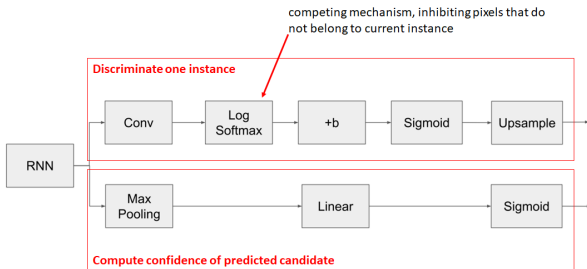 competing mechanism, inhibiting pixels that do
not belong to current instance
Discriminate one instance
Conv
Log
Softmax
+b
Sigmoid
Upsample
RNN
Max
Pooling
Linear
Sigmoid
Compute confidence of predicted candidate